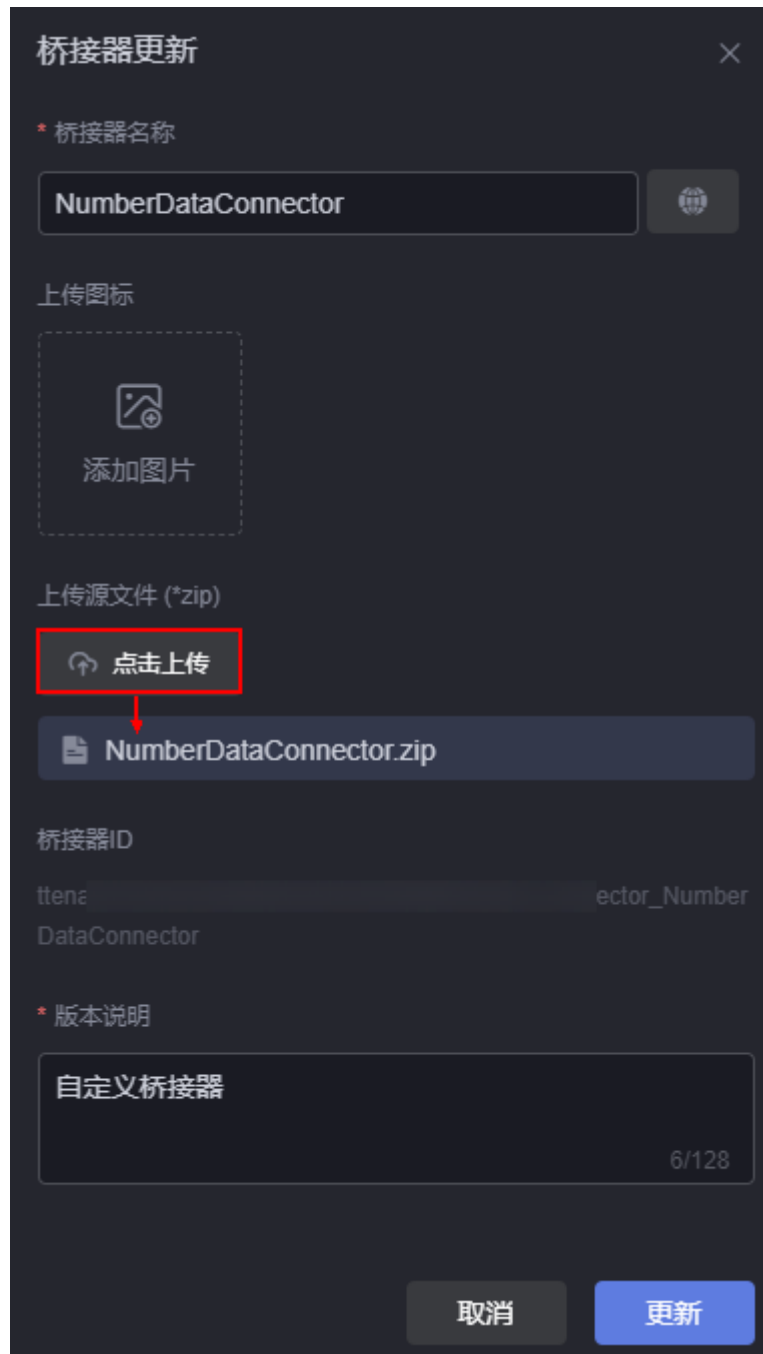 桥接器更新
* 桥接器名称
NumberDataConnector
上传图标
添加图片
上传源文件 (*zip)
点击上传
NumberDataConnector.zip
桥接器ID
ector_Number
DataConnector
* 版本说明
自定义桥接器
6/128
取消 更新